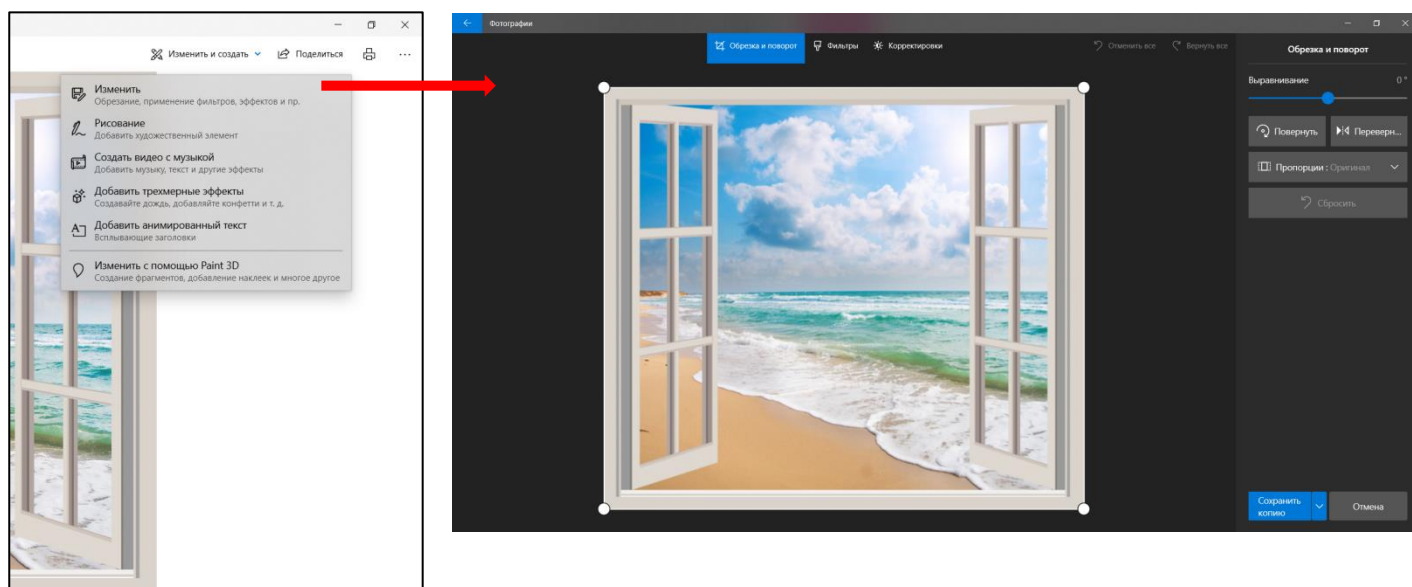 Изменить и создать
Поделиться
Изменить
Обрезание, применение фильтров, эффектов и пр.
Рисование
Добавить художественный элемент
Создать видео с музыкой
Добавить музыку, текст и другие эффекты
Добавить трехмерные эффекты
Создавайте дождь, добавляйте конфетти и т. д.
Добавить анимированный текст
Всплывающие заголовки
Изменить с помощью Paint 3D
Создание фрагментов, добавление наклеек и многое другое
Фотографии
Обрезка и поворот
Фильтры
Корректировки
Отменить все
Вернуть все
Обрезка и поворот
Выравнивание 0°
Повернуть
Переверн...
Пропорции : Оригинал
Сбросить
Сохранить
копию
Отмена